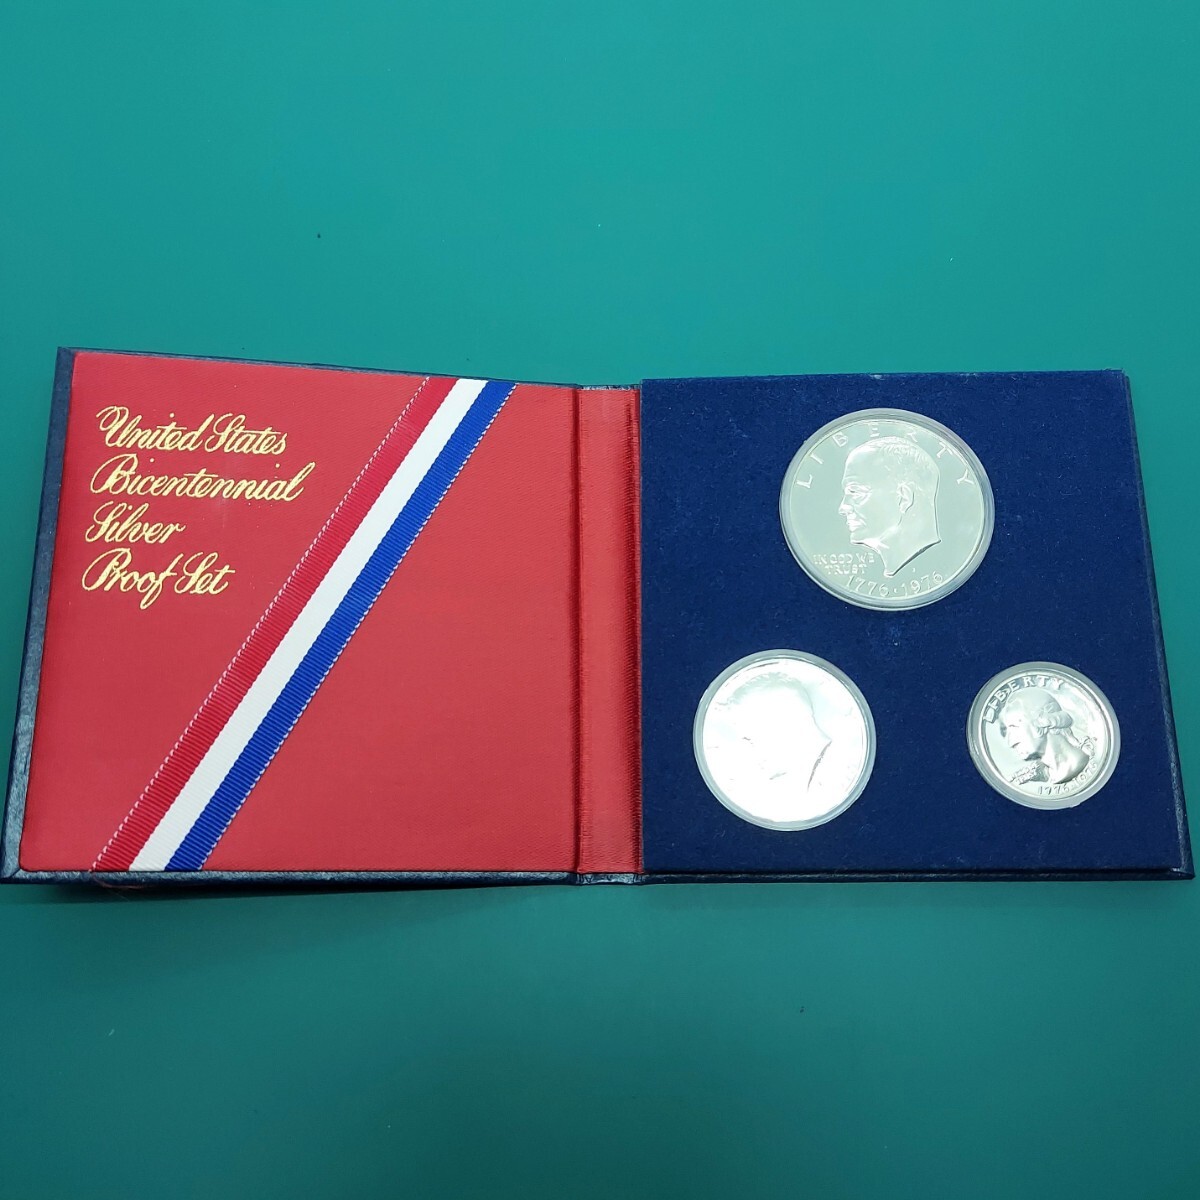 United States
Bicentennial
Silver
Proof Set
LIBERTY
IN GOD WE
TRUST
1776·1976
LIBERTY
1776-1976